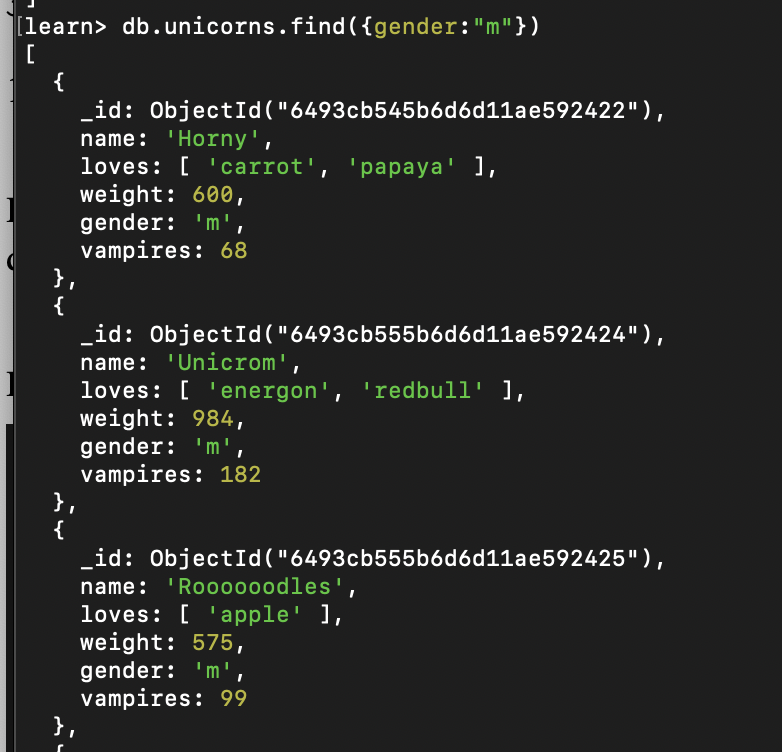 ]
[learn> db.unicorns.find({gender:"m"})
[
  {
    _id: ObjectId("6493cb545b6d6d11ae592422"),
    name: 'Horny',
    loves: [ 'carrot', 'papaya' ],
    weight: 600,
    gender: 'm',
    vampires: 68
  },
  {
    _id: ObjectId("6493cb555b6d6d11ae592424"),
    name: 'Unicrom',
    loves: [ 'energon', 'redbull' ],
    weight: 984,
    gender: 'm',
    vampires: 182
  },
  {
    _id: ObjectId("6493cb555b6d6d11ae592425"),
    name: 'Roooooodles',
    loves: [ 'apple' ],
    weight: 575,
    gender: 'm',
    vampires: 99
  },
  {